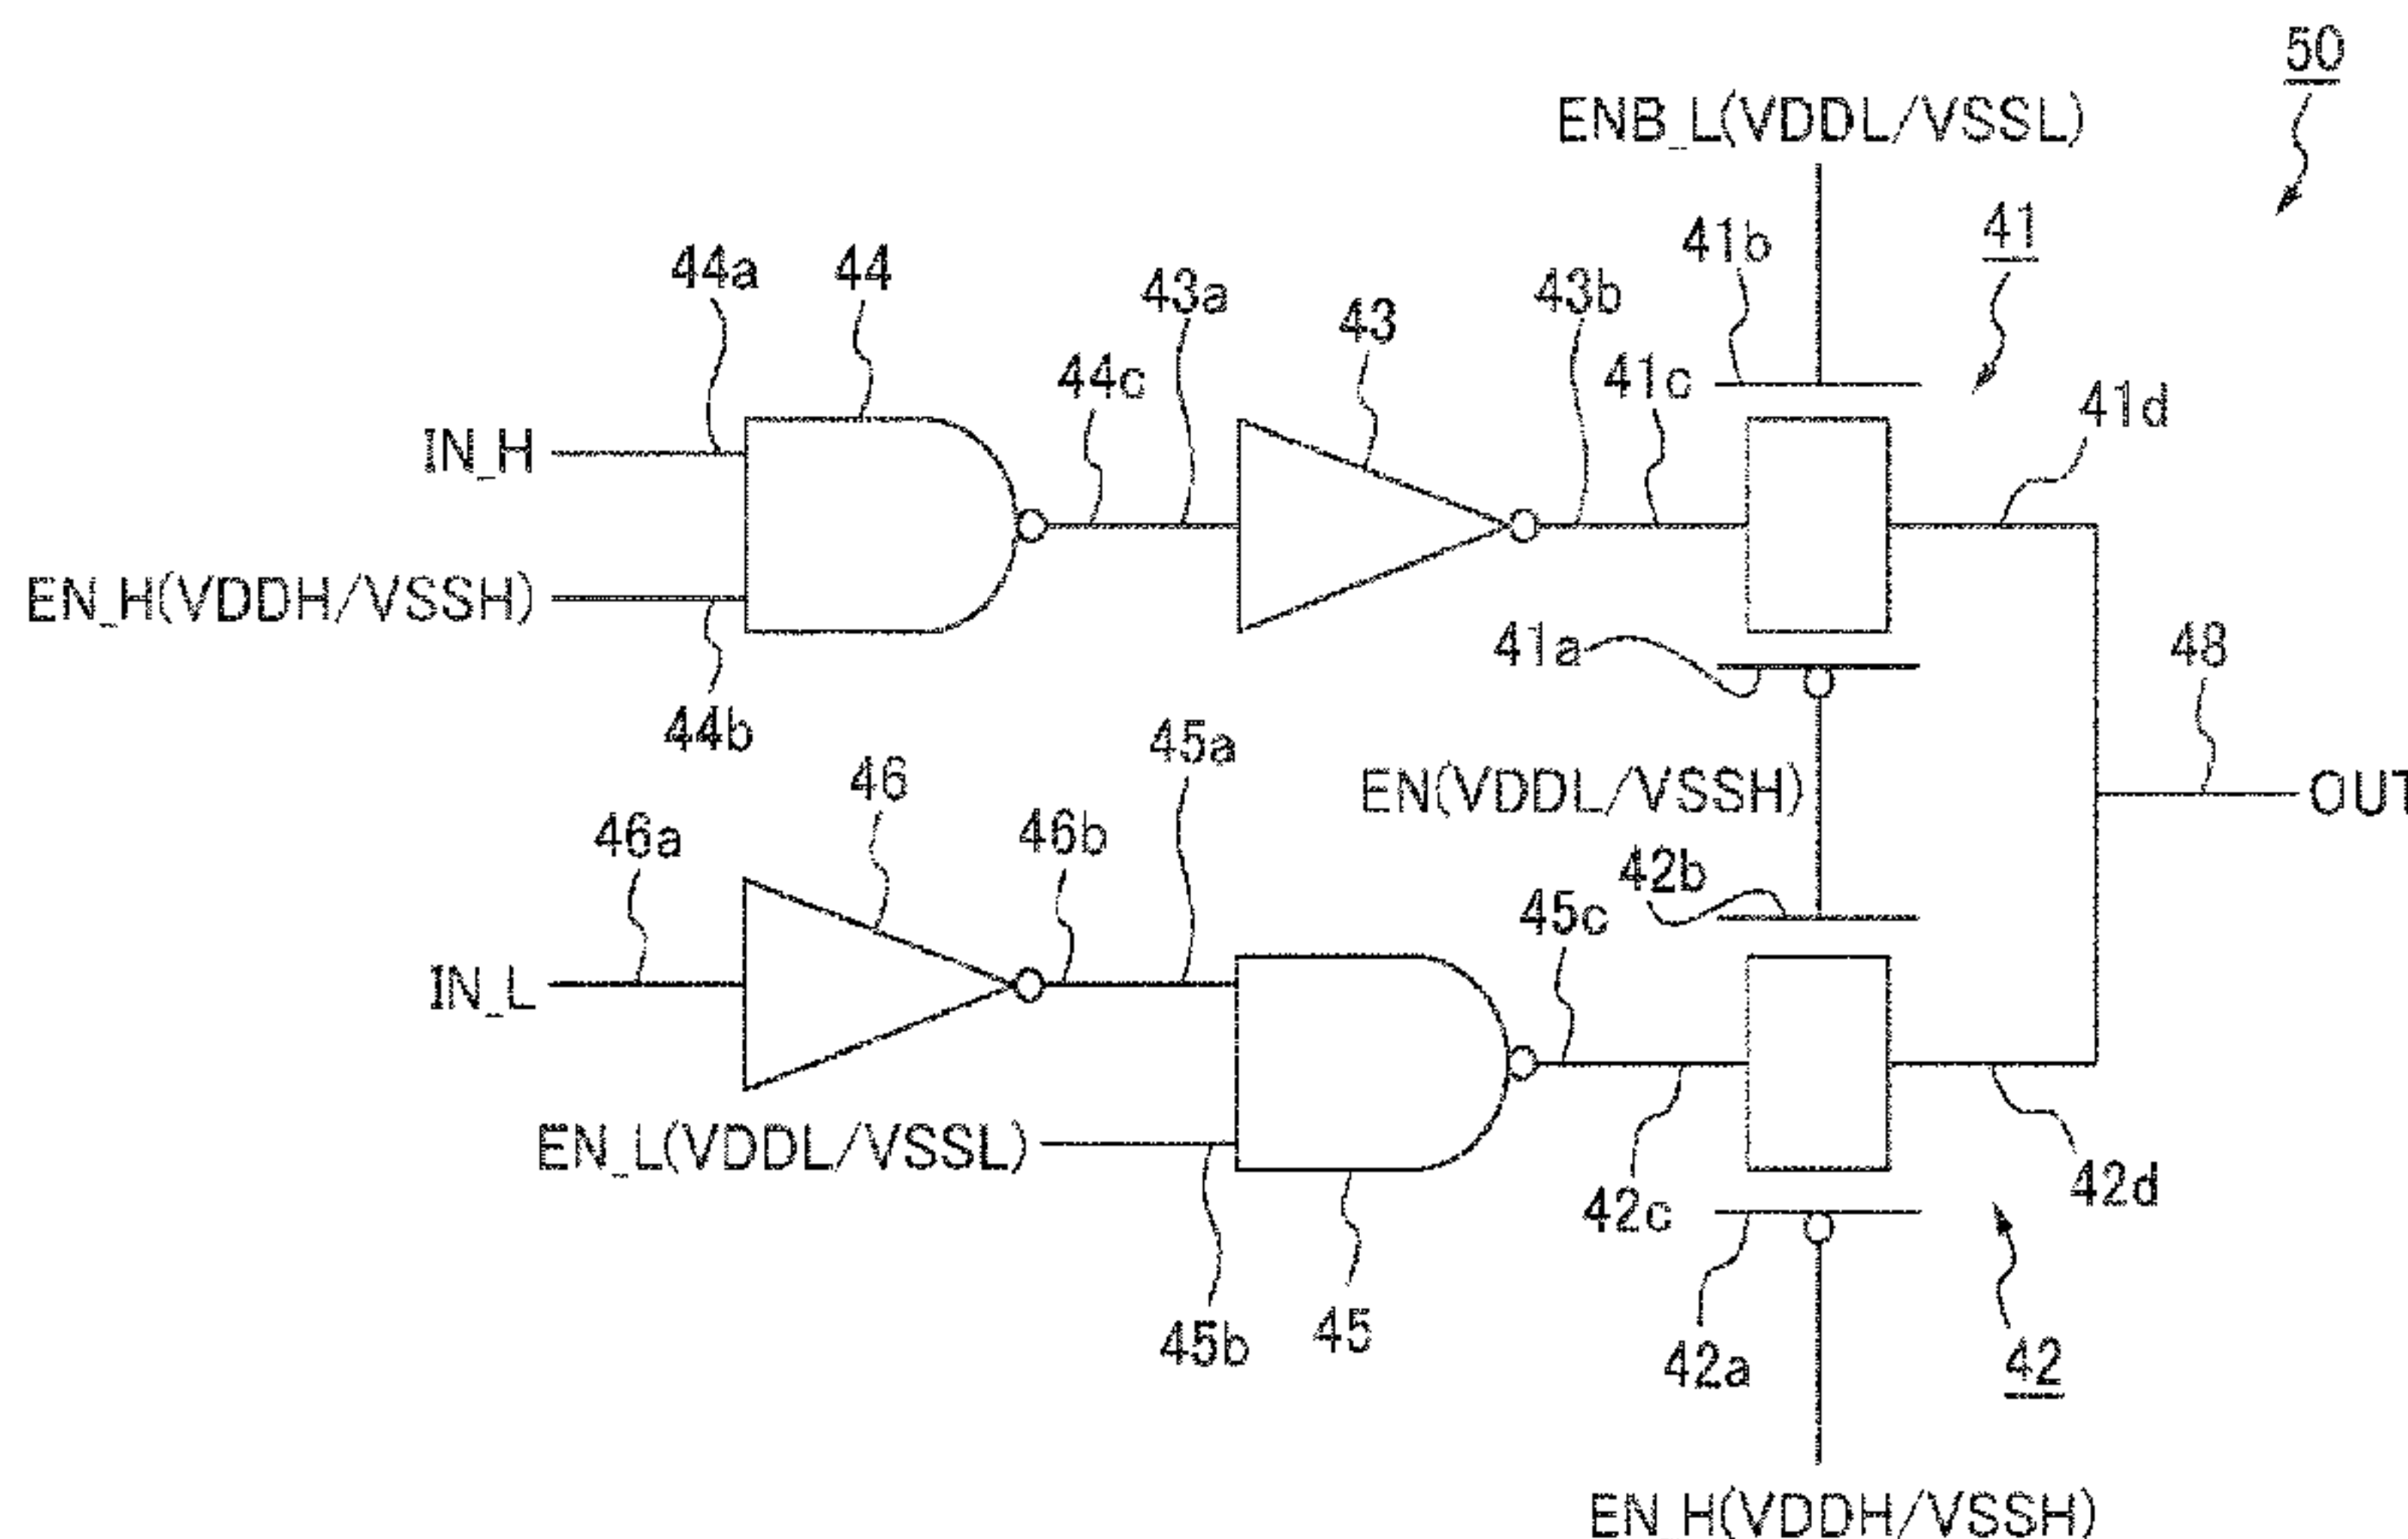 50
ENB_L(VDDL/VSSL)
41b
41
44a
44
43a
43
43b
44c
41c
41d
IN_H
EN_H(VDDH/VSSH)
41a
44b
48
46
45a
EN(VDDL/VSSH)
OUT
46a
46b
42b
45c
IN_L
EN_L(VDDL/VSSL)
42c
42d
45b
45
42a
42
EN_H(VDDH/VSSH)